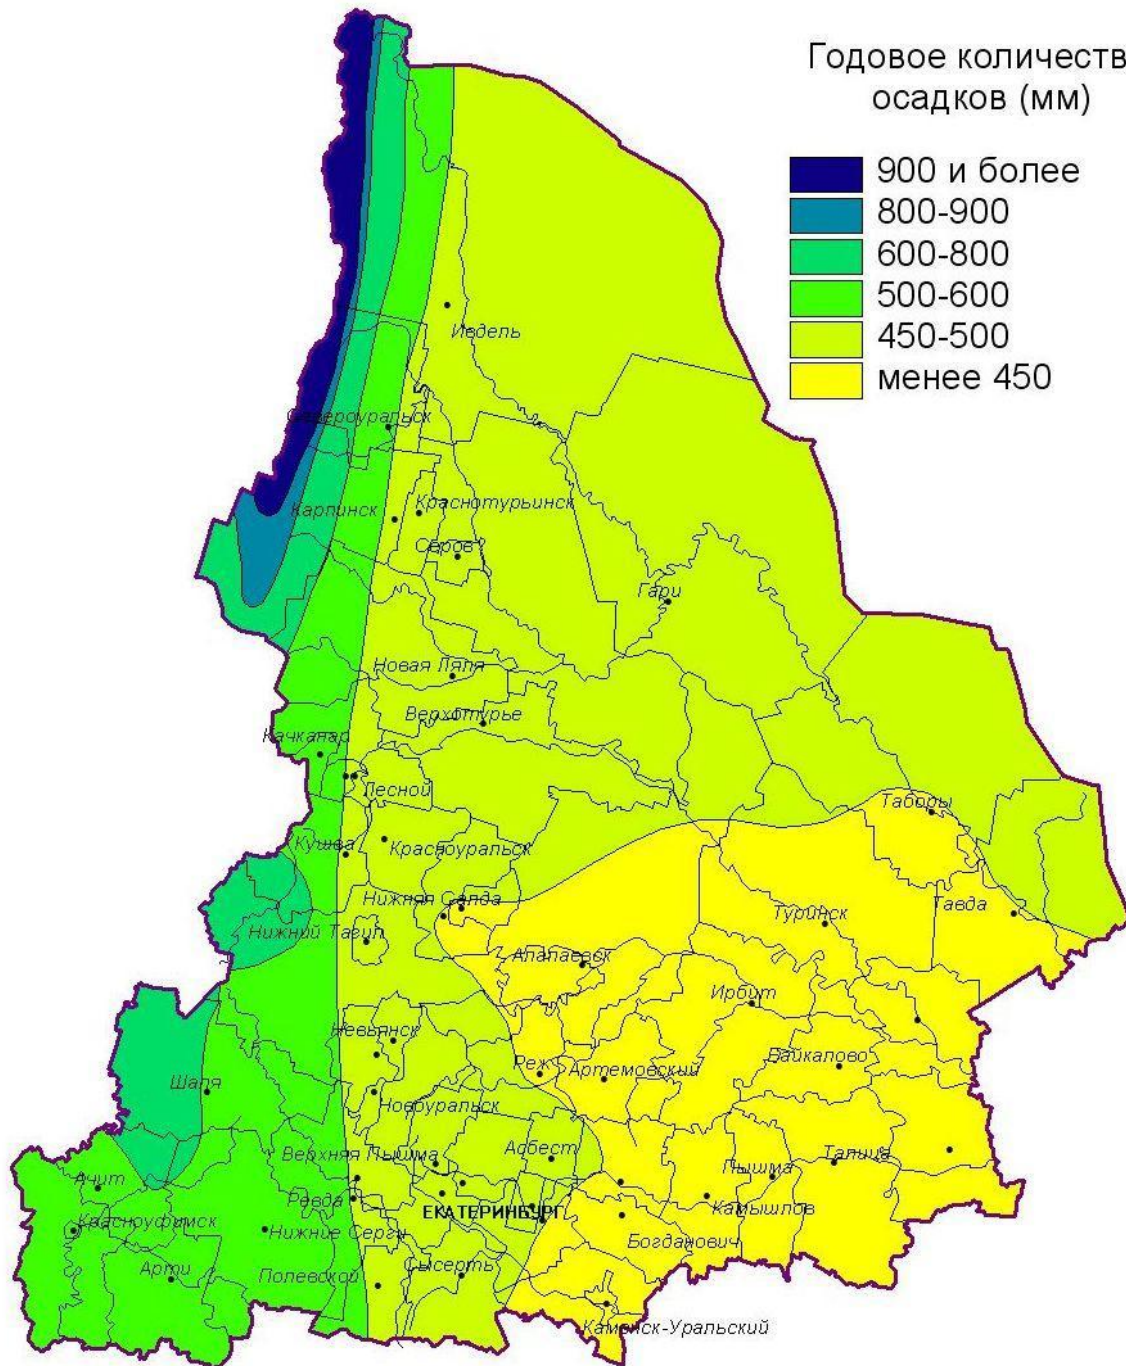 Годовое количеств
осадков (мм)
900 и более
800-900
600-800
500-600
450-500
менее 450
Ивдель
Североуральск
Краснотурьинск
Карпинск
Серов
Гари
Новая Ляля
Верхотурье
Качканар
Лесной
Таборы
Кушва
Красноуральск
Нижняя Салда
Тавда
Туринск
Нижний Тагил
Алапаевск
Ирбит
Невьянск
Байкалово
Реж
Артемовский
Шаля
Новоуральск
Асбест
Верхняя Пышма
Талица
Пышма
Ачит
Ревда
ЕКАТЕРИНБУРГ
Камышлов
Красноуфимск
Нижние Серги
Богданович
Сысерть
Арти
Полевской
Каменск-Уральский